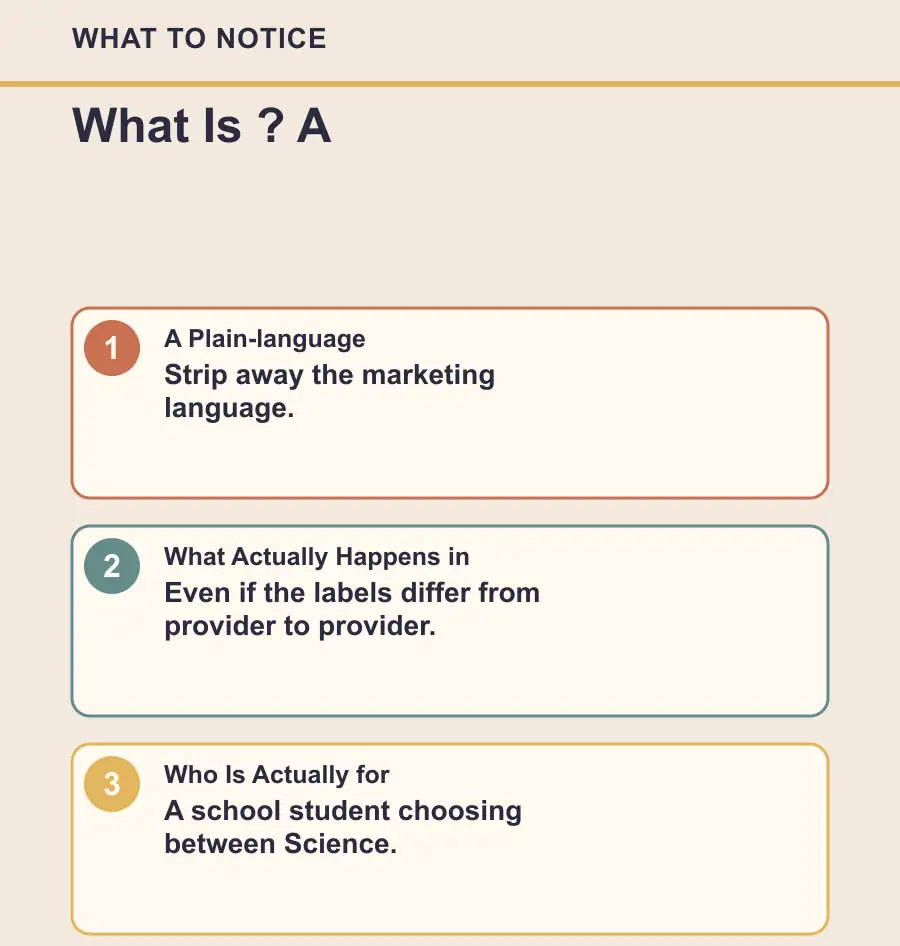 WHAT TO NOTICE
What Is ? A
1
A Plain-language
Strip away the marketing
language.
2
What Actually Happens in
Even if the labels differ from
provider to provider.
3
Who Is Actually for
A school student choosing
between Science.